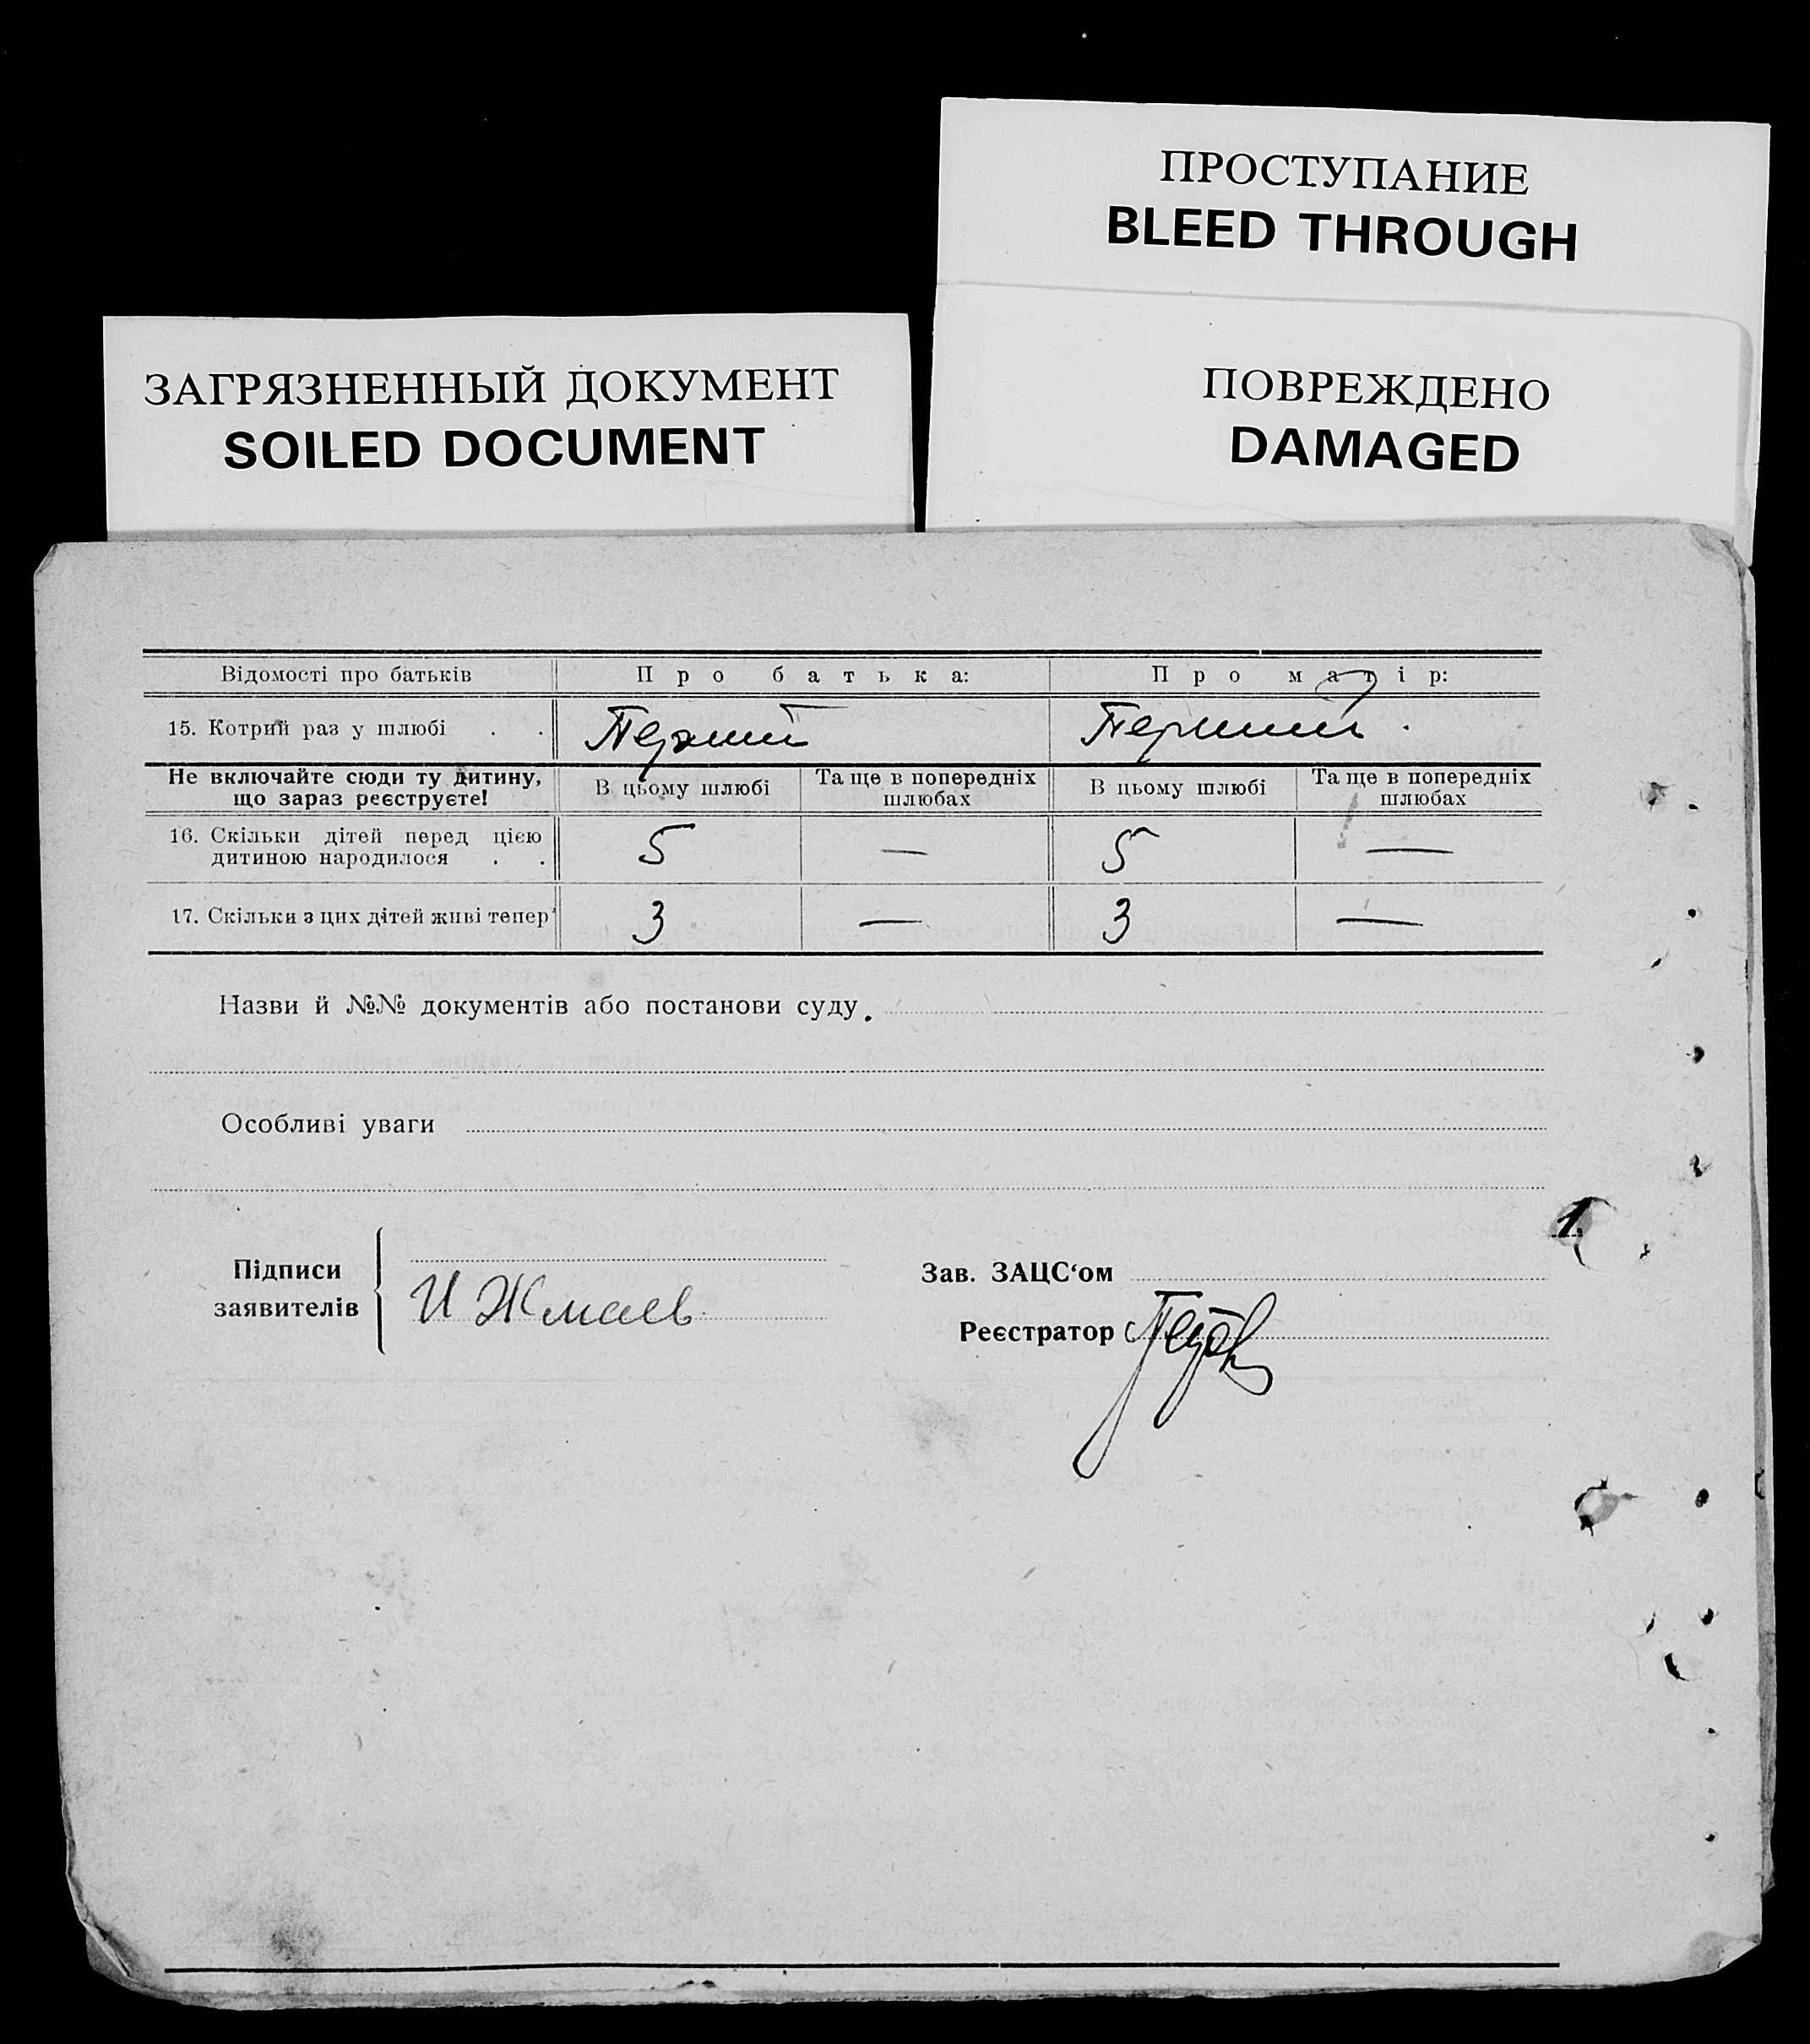 ПРОСТУПАНИЕ
BLEED THROUGH
ЗАГРЯЗНЕННЫЙ ДОКУМЕНТ
SOILED DOCUMENT
ПОВРЕЖДЕНО
DAMAGED
Відомості про батьків Про батька: Про матір:
15. Котрий раз у шлюбі . . Перший Перший.
Не включайте сюди ту дитину,
що зараз реєструєте!
В цьому шлюбі
Та ще в попередніх
шлюбах
В цьому шлюбі
Та ще в попередніх
шлюбах
16. Скільки дітей перед цією
дитиною народилося . . 5 — 5 —
17. Скільки з цих дітей живі тепер 3 — 3 —
Назви й №№ документів або постанови суду.
Особливі уваги
1.
Підписи
заявителів
И Жмаев
Зав. ЗАЦС‘ом
Реєстратор